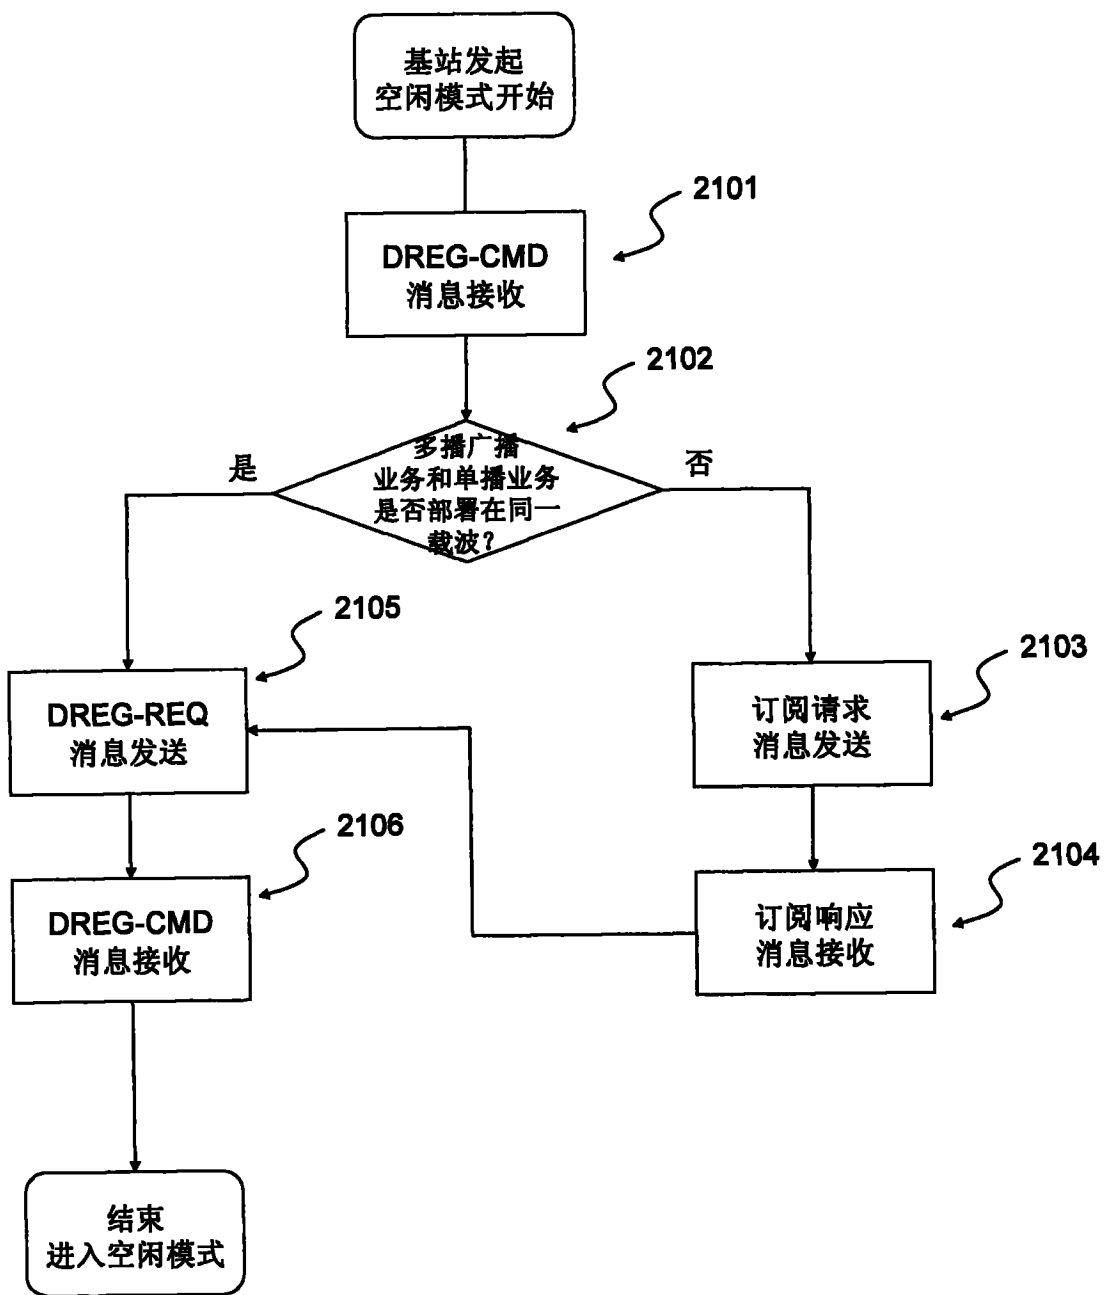 基站发起
空闲模式开始
2101
DREG-CMD
消息接收
2102
多播广播
业务和单播业务
是否部署在同一
载波？
是
否
2105
DREG-REQ
消息发送
2103
订阅请求
消息发送
2106
DREG-CMD
消息接收
2104
订阅响应
消息接收
结束
进入空闲模式